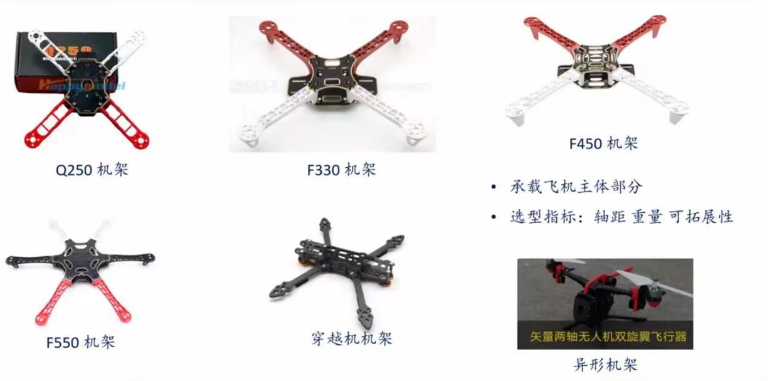 Q250 机架
F330 机架
F450 机架
• 承载飞机主体部分
• 选型指标：轴距 重量 可拓展性
F550 机架
穿越机机架
矢量两轴无人机双旋翼飞行器
异形机架